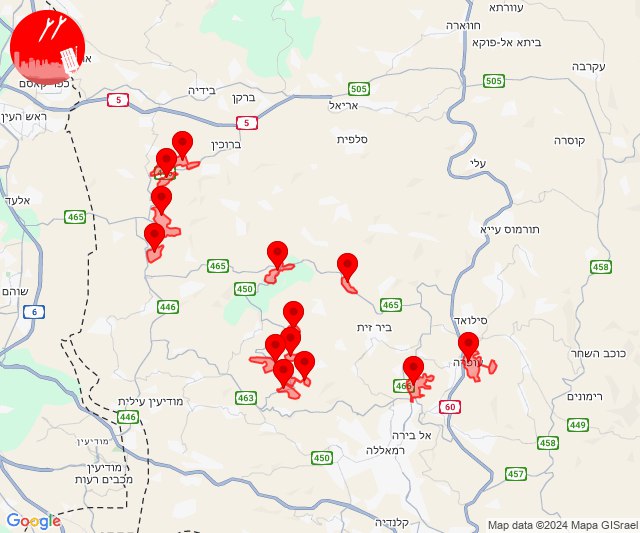 עוורתא
חווארה
ביתא אל-פוקא
עקרבה
505
505
כפר קאסם
בידיה
ברקן
אריאל
5
5
ראש העין
ברוכין
סלפית
קוסרה
עלי
אלעד
465
תורמוס עייא
465
458
450
שוהם
446
465
6
סילואד
ביר זית
כוכב השחר
עופרה
466
רימונים
463
מודיעין עילית
60
446
449
אל בירה
מודיעין
458
רמאללה
450
מודיעין
מכבים רעות
457
קלנדיה
Google
Map data ©2024 Mapa GISrael